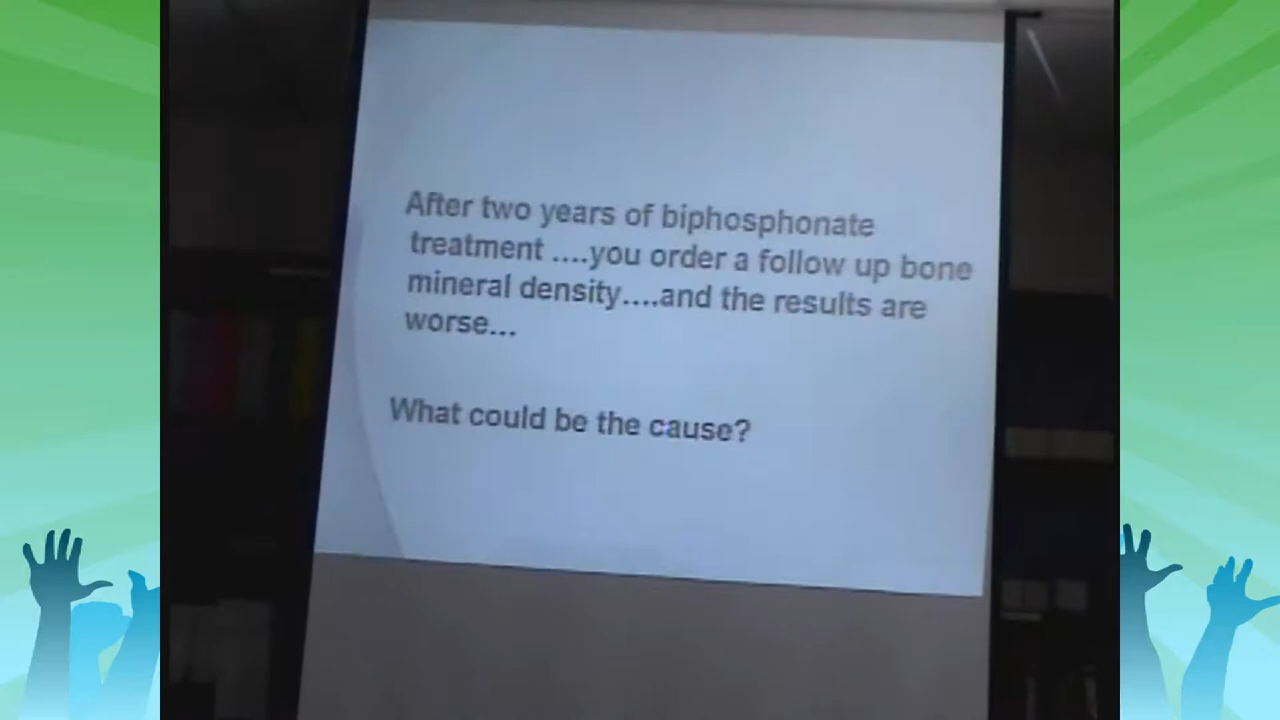 After two years of biphosphonate
treatment ....you order a follow up bone
mineral density....and the results are
worse...
What could be the cause?